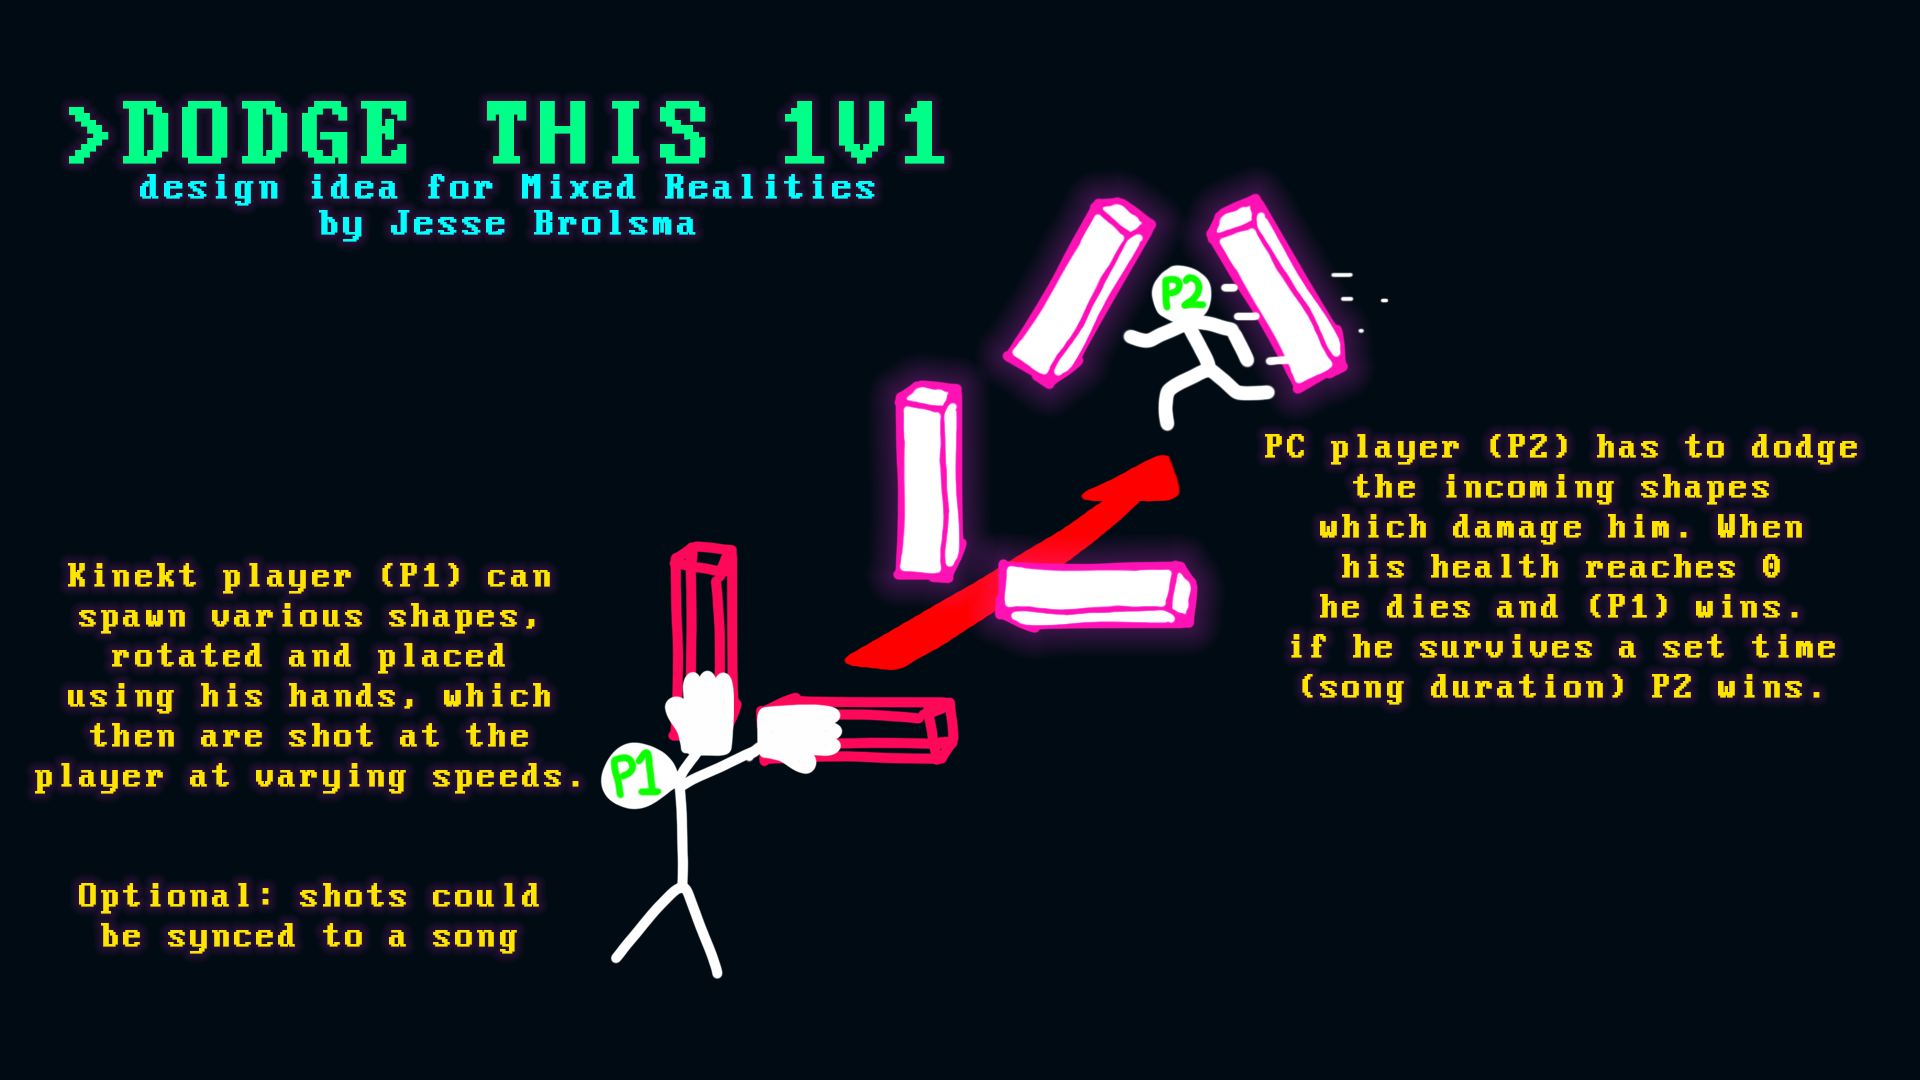 >DODGE THIS 1V1
design idea for Mixed Realities
by Jesse Brolsma
P2
PC player (P2) has to dodge
the incoming shapes
which damage him. When
his health reaches 0
he dies and (P1) wins.
if he survives a set time
(song duration) P2 wins.
Kinekt player (P1) can
spawn various shapes,
rotated and placed
using his hands, which
then are shot at the
player at varying speeds.
P1
Optional: shots could
be synced to a song